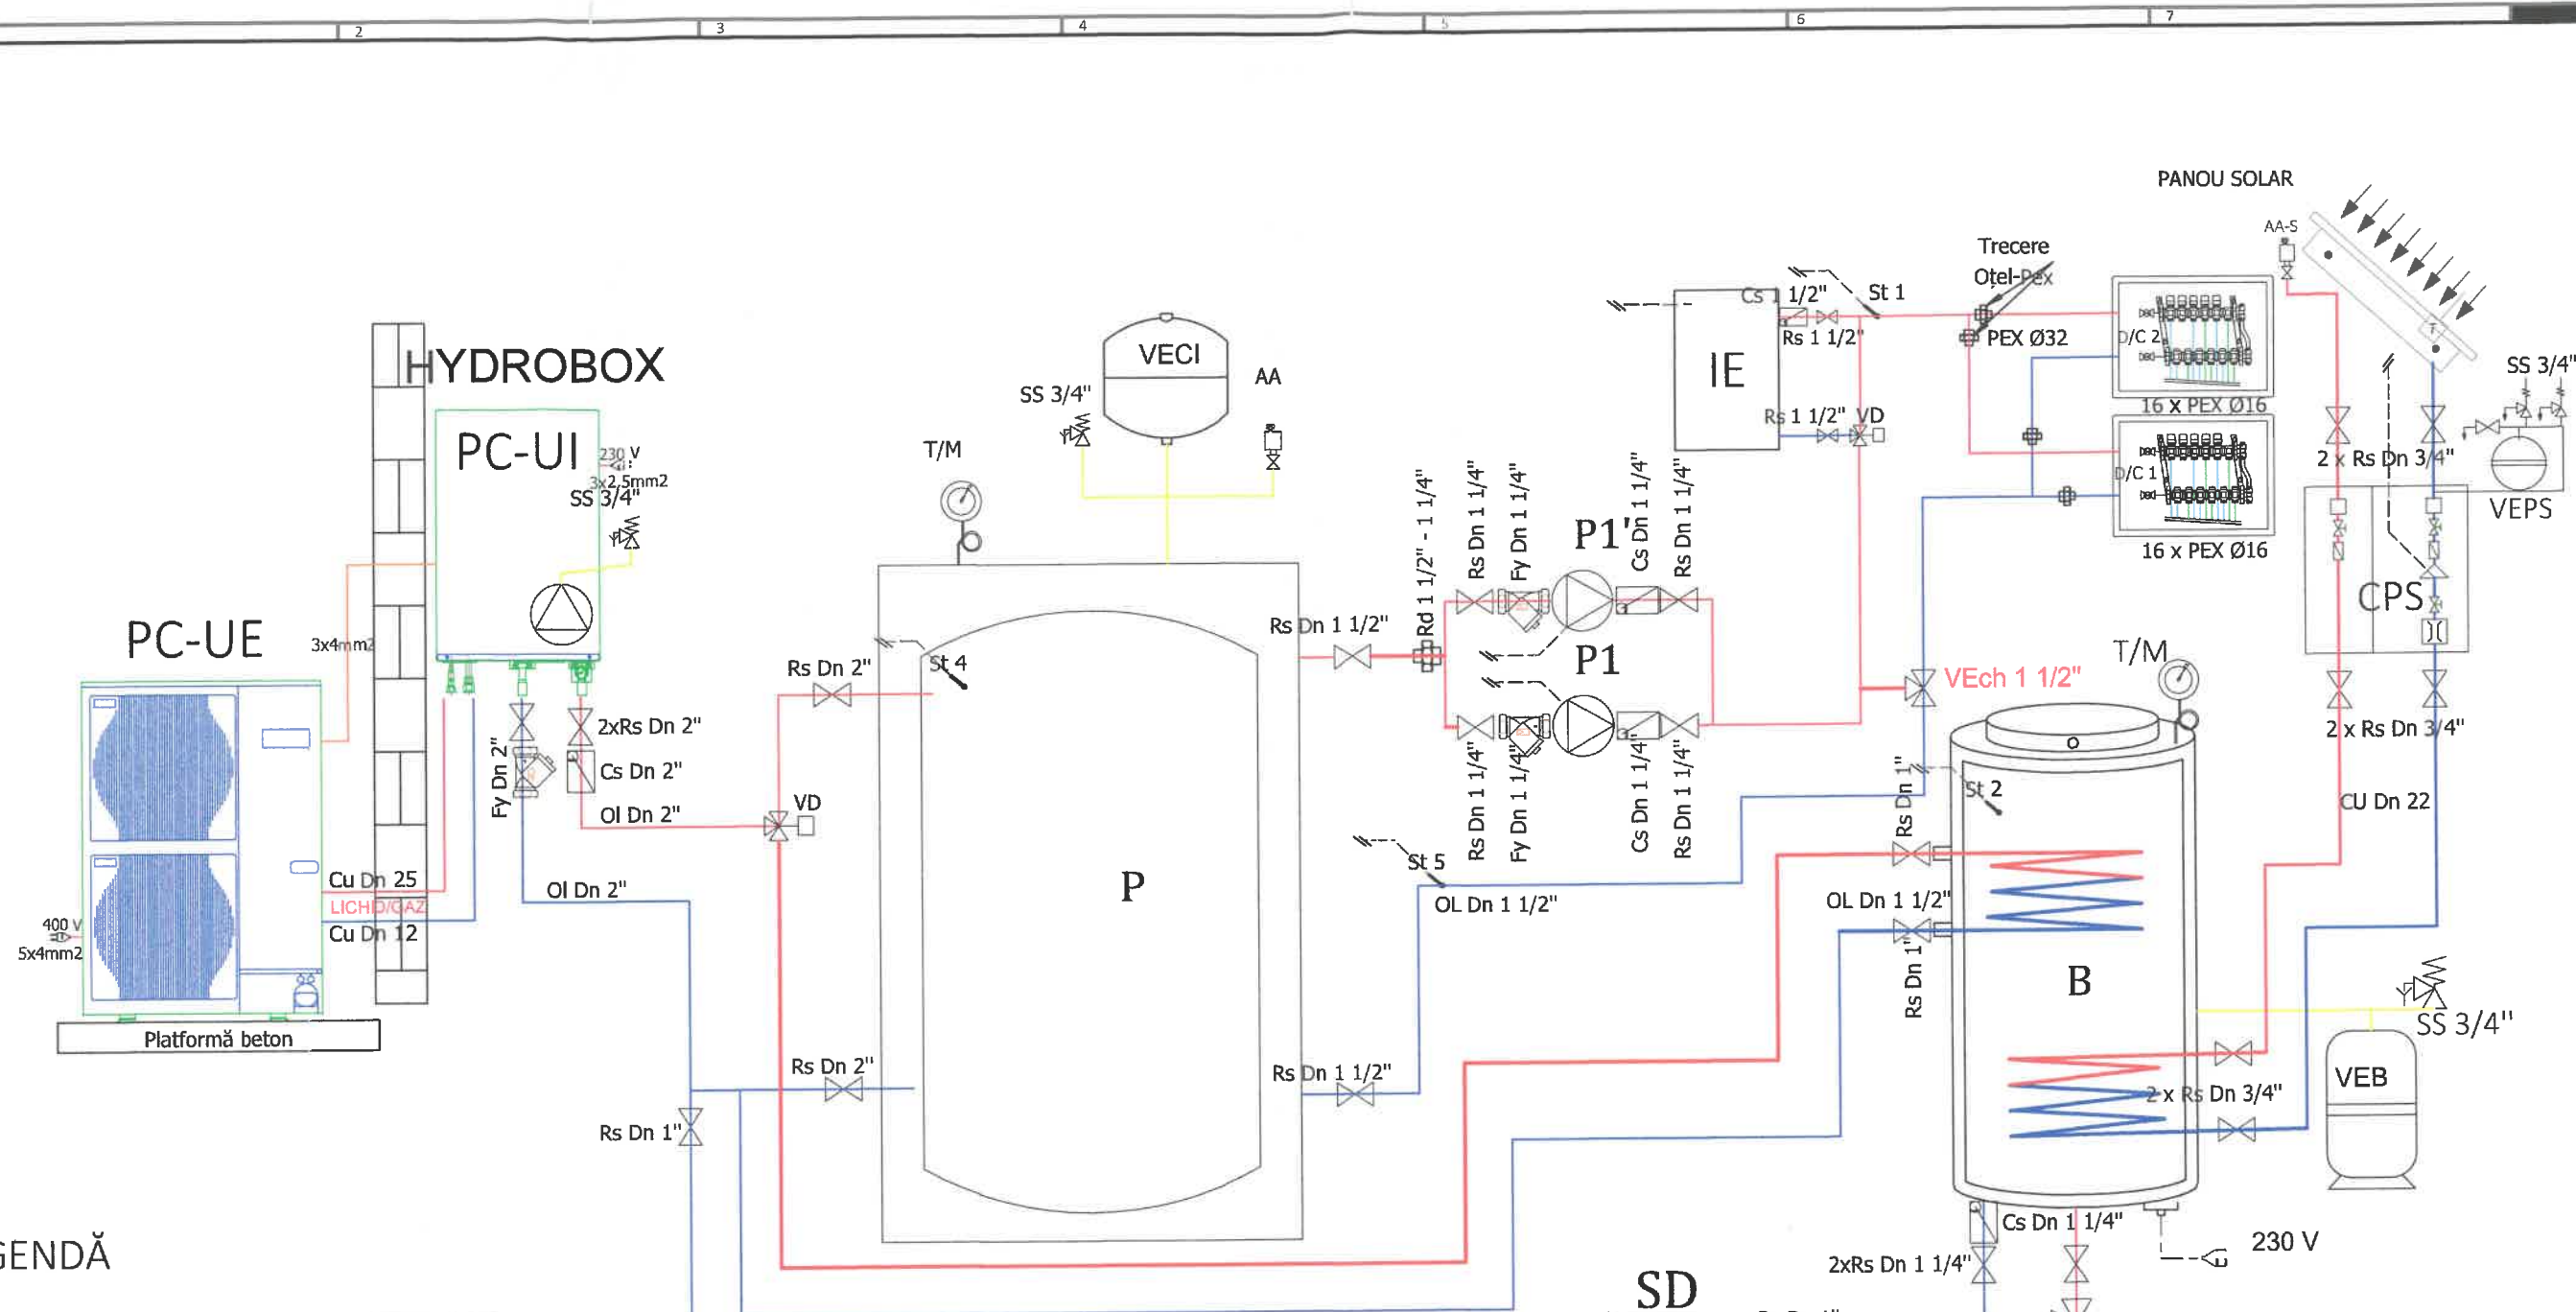 2
3
4
5
6
7
PANOU SOLAR
AA-S
Trecere
Oțel-Pex
Cs 1 1/2"
St 1
Rs 1 1/2"
PEX Ø32
D/C 2
16 x PEX Ø16
IE
Rs 1 1/2"
VD
D/C 1
16 x PEX Ø16
T
SS 3/4"
VEPS
2 x Rs Dn 3/4"
CPS
HYDROBOX
PC-UI
230 V
3x2,5mm2
SS 3/4"
VECI
SS 3/4"
AA
T/M
PC-UE
3x4mm2
Rd 1 1/2" - 1 1/4"
Rs Dn 1 1/4"
Fy Dn 1 1/4"
P1'
Cs Dn 1 1/4"
Rs Dn 1 1/4"
Rs Dn 1 1/2"
P1
Rs Dn 1 1/4"
Fy Dn 1 1/4"
Cs Dn 1 1/4"
Rs Dn 1 1/4"
VEch 1 1/2"
T/M
2 x Rs Dn 3/4"
CU Dn 22
Rs Dn 2"
St 4
2xRs Dn 2"
Fy Dn 2"
Cs Dn 2"
Ol Dn 2"
VD
Ol Dn 2"
Cu Dn 25
LICHID/GAZ
Cu Dn 12
400 V
5x4mm2
Platformă beton
P
St 5
OL Dn 1 1/2"
Rs Dn 1"
St 2
OL Dn 1 1/2"
Rs Dn 1"
B
SS 3/4"
VEB
2 x Rs Dn 3/4"
Rs Dn 2"
Rs Dn 1 1/2"
Rs Dn 1"
Cs Dn 1 1/4"
2xRs Dn 1 1/4"
230 V
SD
GENDĂ